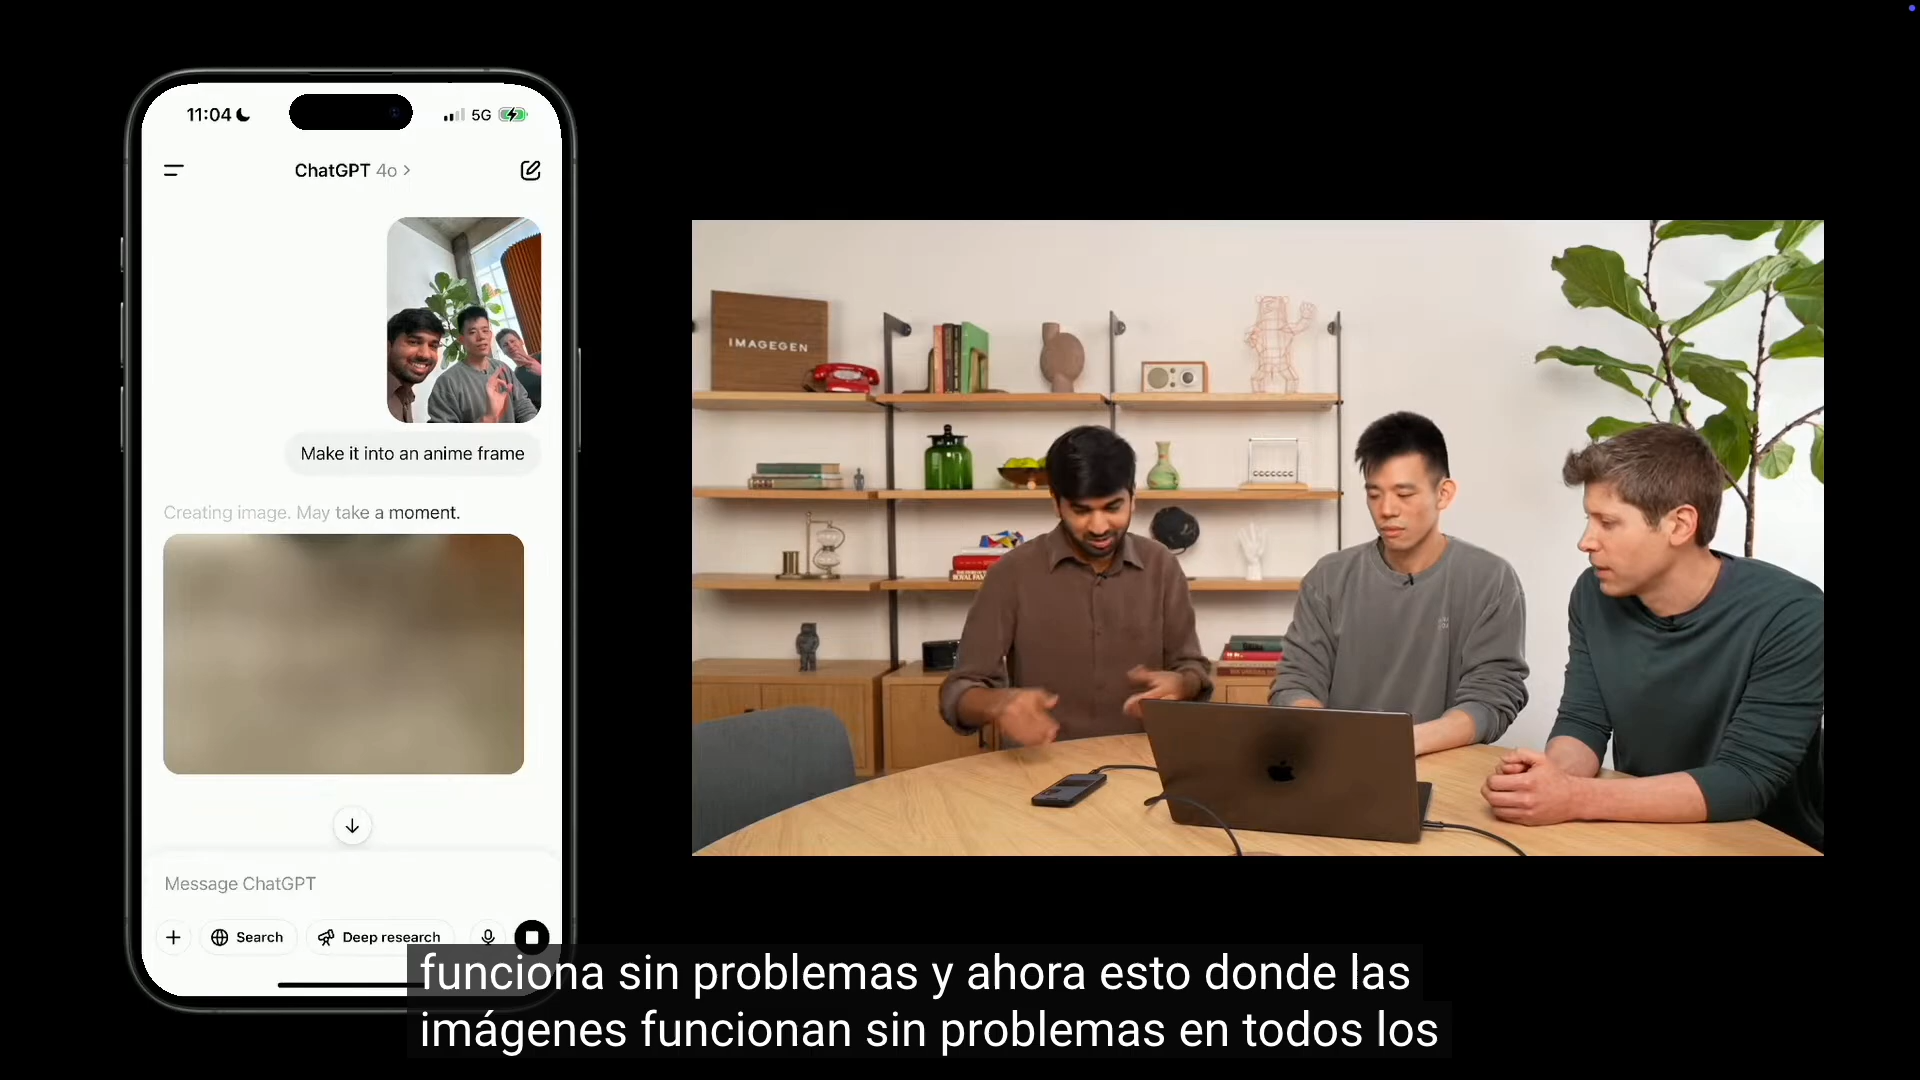 11:04
5G
ChatGPT 4o >
Make it into an anime frame
Creating image. May take a moment.
Message ChatGPT
Search
Deep research
IMAGEGEN
funciona sin problemas y ahora esto donde las
imágenes funcionan sin problemas en todos los